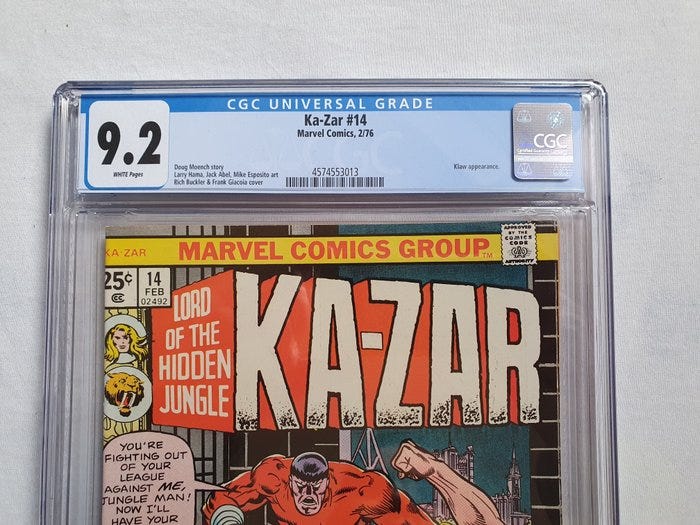 CGC UNIVERSAL GRADE
9.2
WHITE Pages
Ka-Zar #14
Marvel Comics, 2/76
Doug Moench story
Larry Hama, Jack Abel, Mike Esposito art
Rich Buckler & Frank Giacoia cover
4574553013
Klaw appearance.
CGC
KA-ZAR
MARVEL COMICS GROUP
TM
APPROVED
BY THE
COMICS
CODE
AUTHORITY
25¢
CC
14
FEB
02492
LORD
OF THE
HIDDEN
JUNGLE
KA-ZAR
YOU'RE
FIGHTING OUT
OF YOUR
LEAGUE
AGAINST ME,
JUNGLE MAN!
NOW I'LL
HAVE YOUR